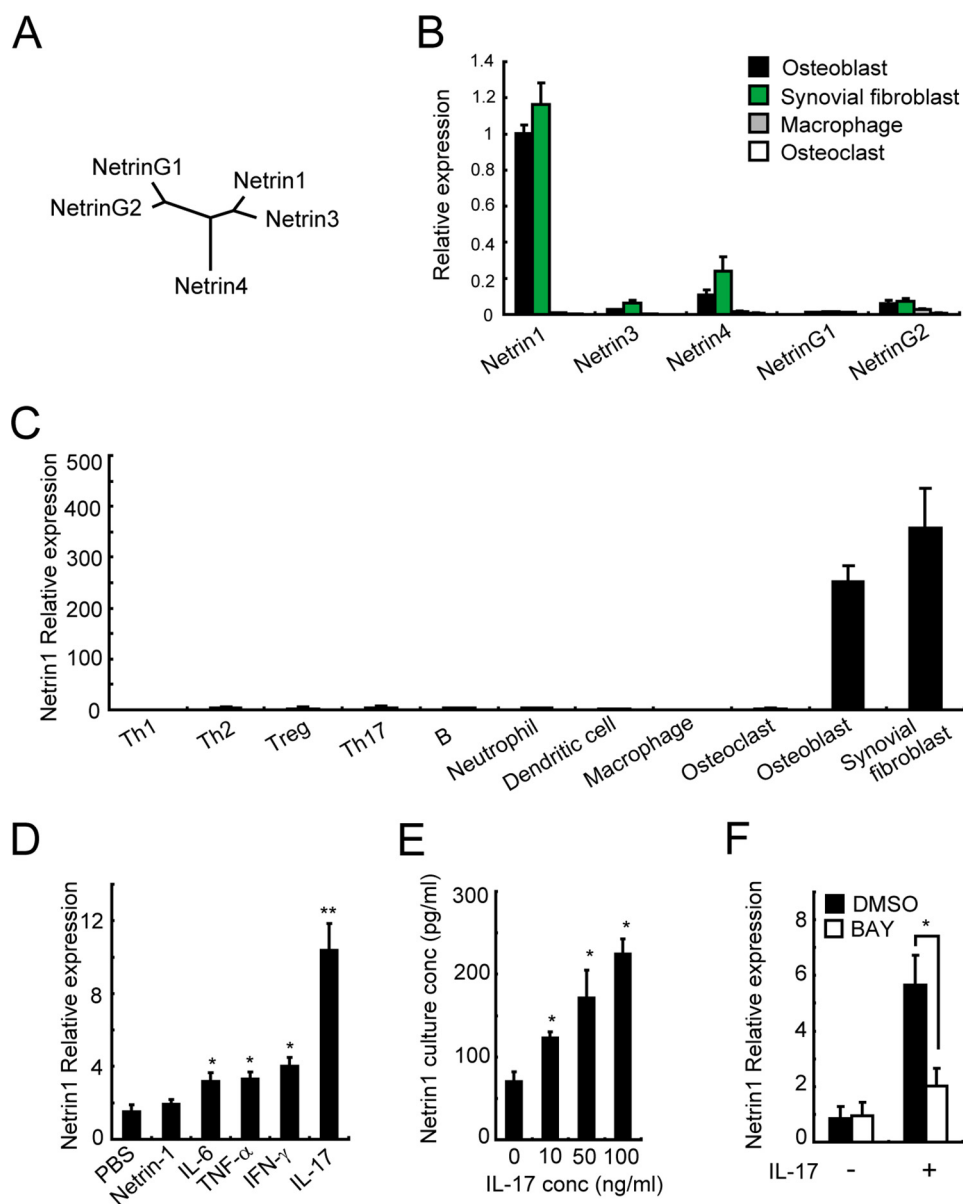 A
NetrinG1
NetrinG2
Netrin1
Netrin3
Netrin4
B
Relative expression
1.4
1.2
1
0.8
0.6
0.4
0.2
0
Osteoblast
Synovial fibroblast
Macrophage
Osteoclast
Netrin1
Netrin3
Netrin4
NetrinG1
NetrinG2
C
Netrin1 Relative expression
500
400
300
200
100
0
Th1
Th2
Treg
Th17
B
Neutrophil
Dendritic cell
Macrophage
Osteoclast
Osteoblast
Synovial
fibroblast
D
Netrin1 Relative expression
12
8
4
0
*
*
*
**
PBS
Netrin-1
IL-6
TNF-α
IFN-γ
IL-17
E
Netrin1 culture conc (pg/ml)
300
200
100
0
*
*
*
0 10 50 100
IL-17 conc (ng/ml)
F
Netrin1 Relative expression
8
6
4
2
0
DMSO
BAY
*
IL-17 - +